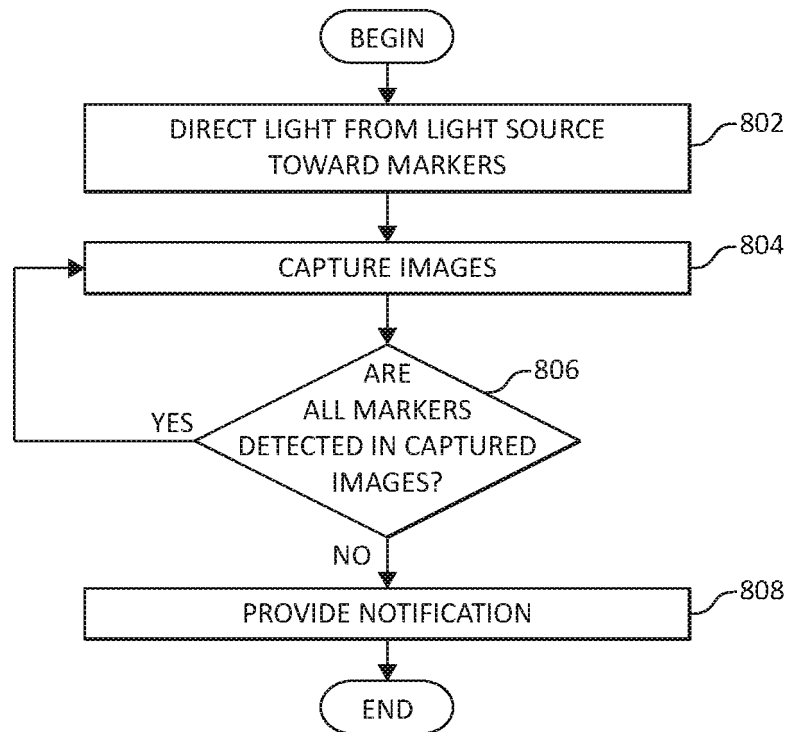 BEGIN
DIRECT LIGHT FROM LIGHT SOURCE
TOWARD MARKERS
802
CAPTURE IMAGES
804
ARE
ALL MARKERS
DETECTED IN CAPTURED
IMAGES?
806
YES
NO
PROVIDE NOTIFICATION
808
END